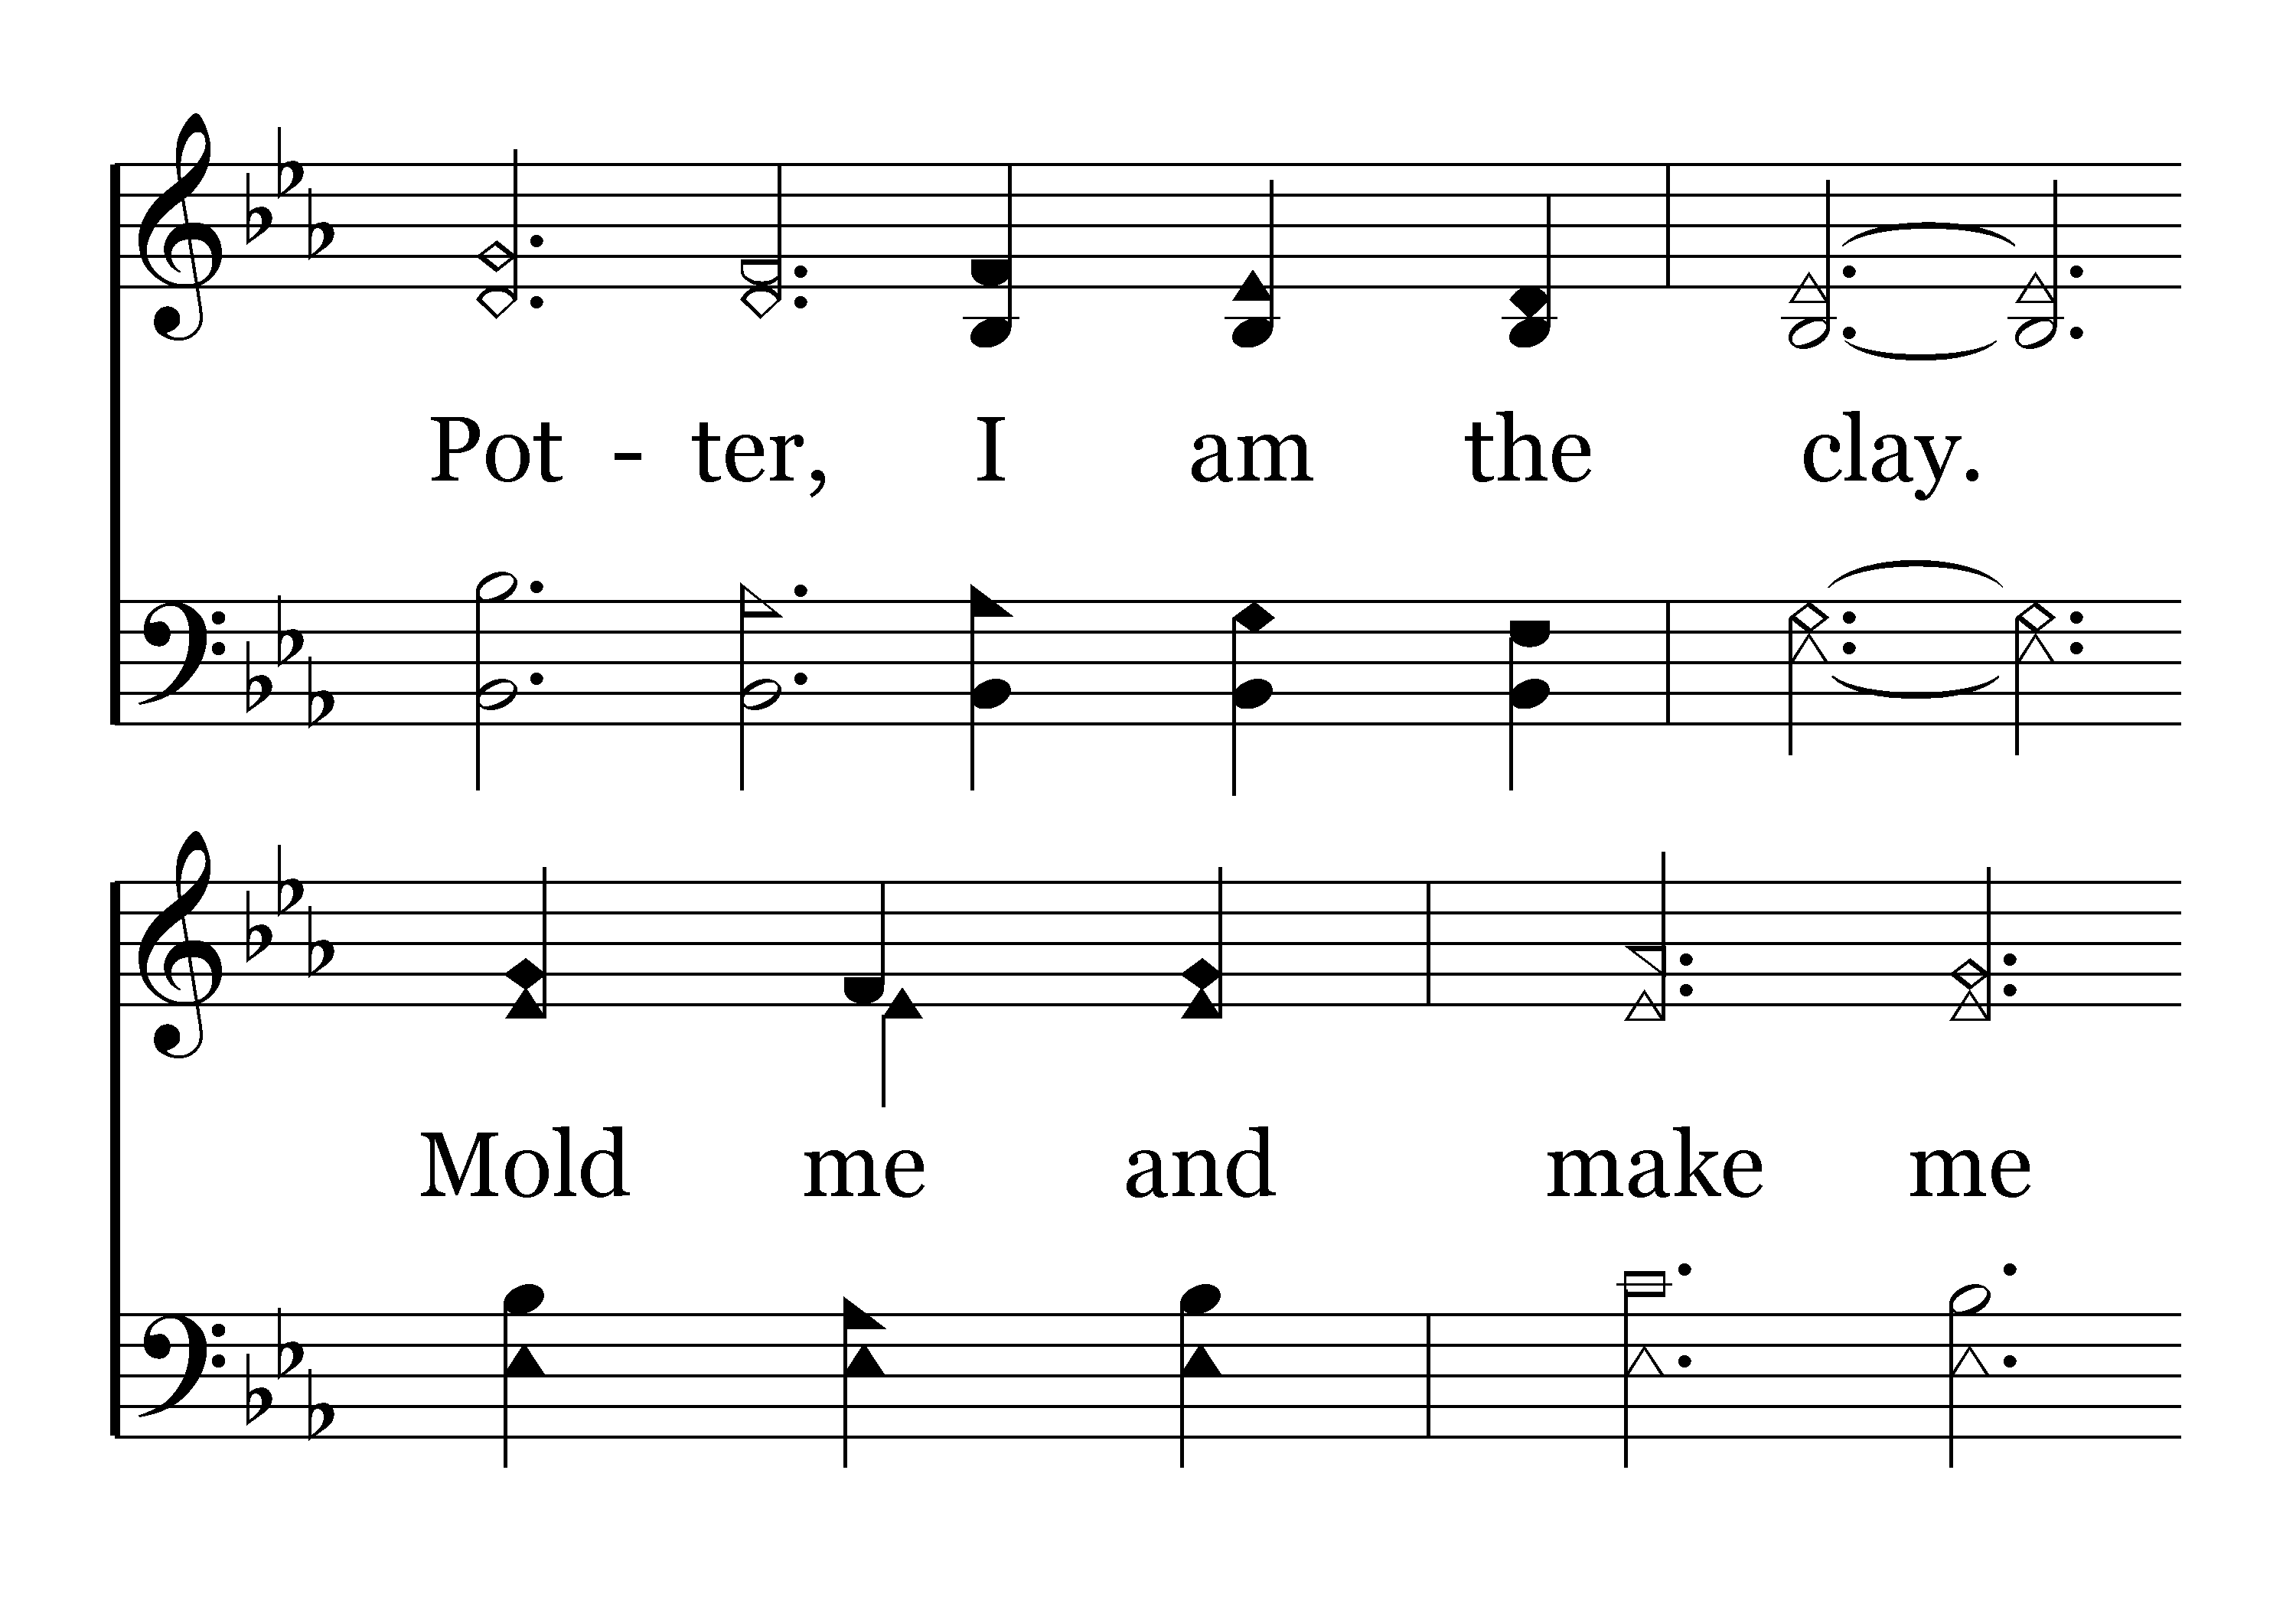 Pot - ter, I am the clay.
Mold me and make me